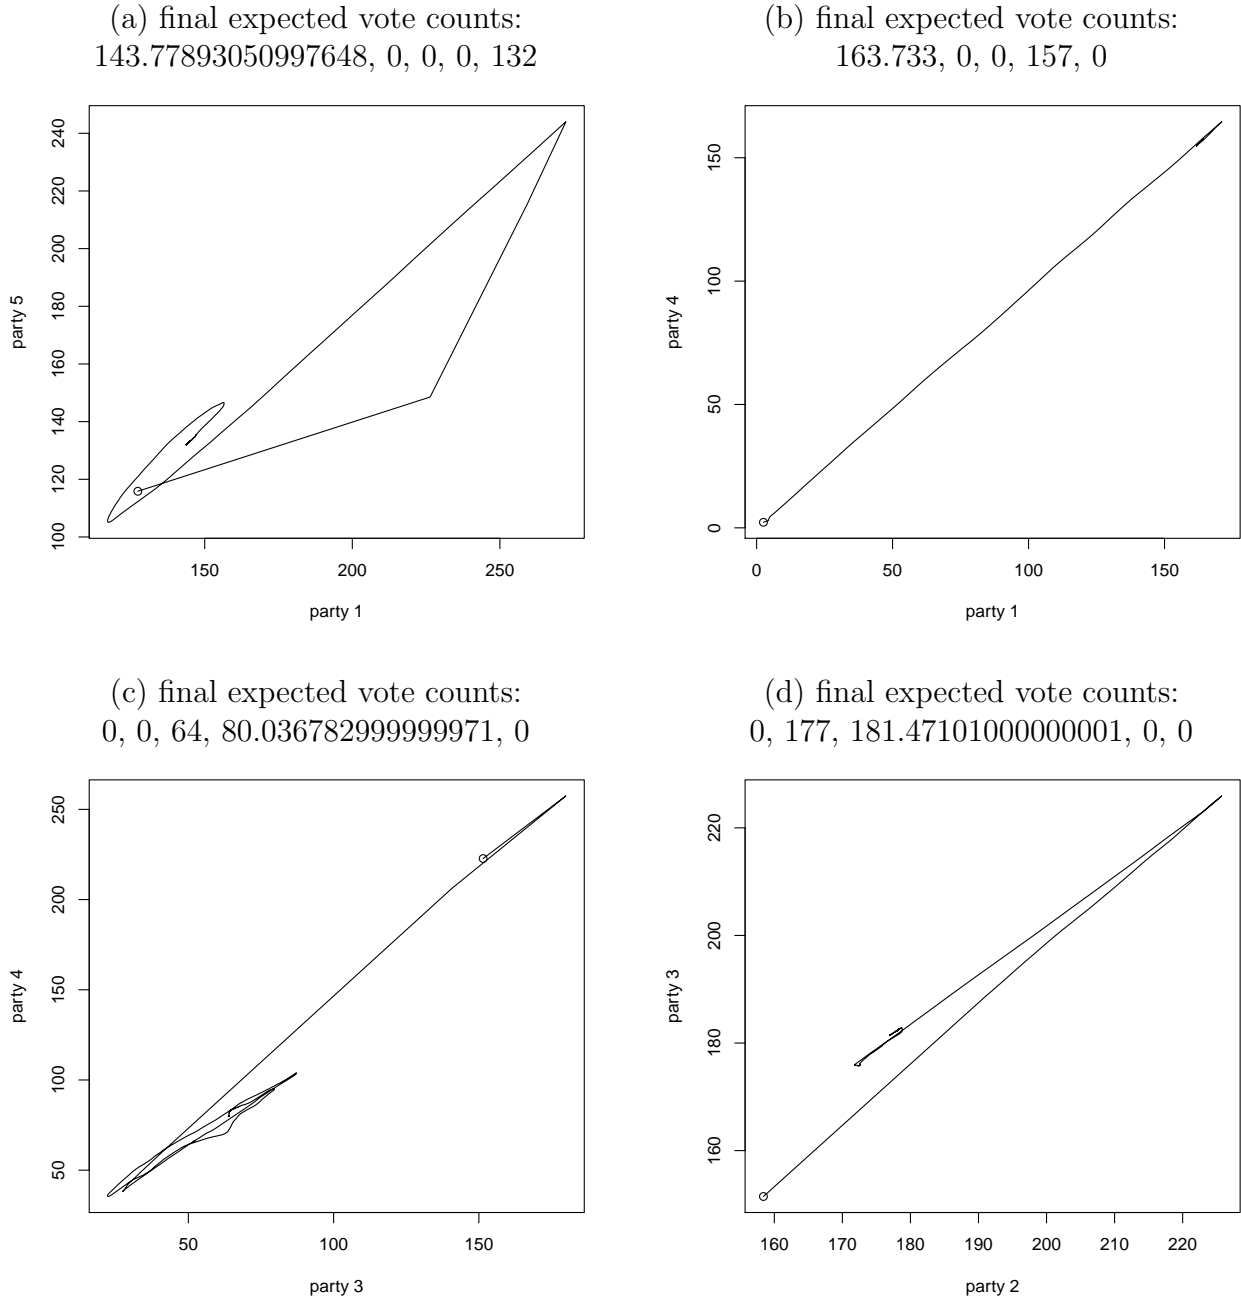 (a) final expected vote counts:
143.77893050997648, 0, 0, 0, 132
240
220
200
180
160
140
120
100
party 5
150
200
250
party 1
(b) final expected vote counts:
163.733, 0, 0, 157, 0
150
100
50
0
party 4
0
50
100
150
party 1
(c) final expected vote counts:
0, 0, 64, 80.036782999999971, 0
250
200
150
100
50
party 4
50
100
150
party 3
(d) final expected vote counts:
0, 177, 181.47101000000001, 0, 0
220
200
180
160
party 3
160
170
180
190
200
210
220
party 2